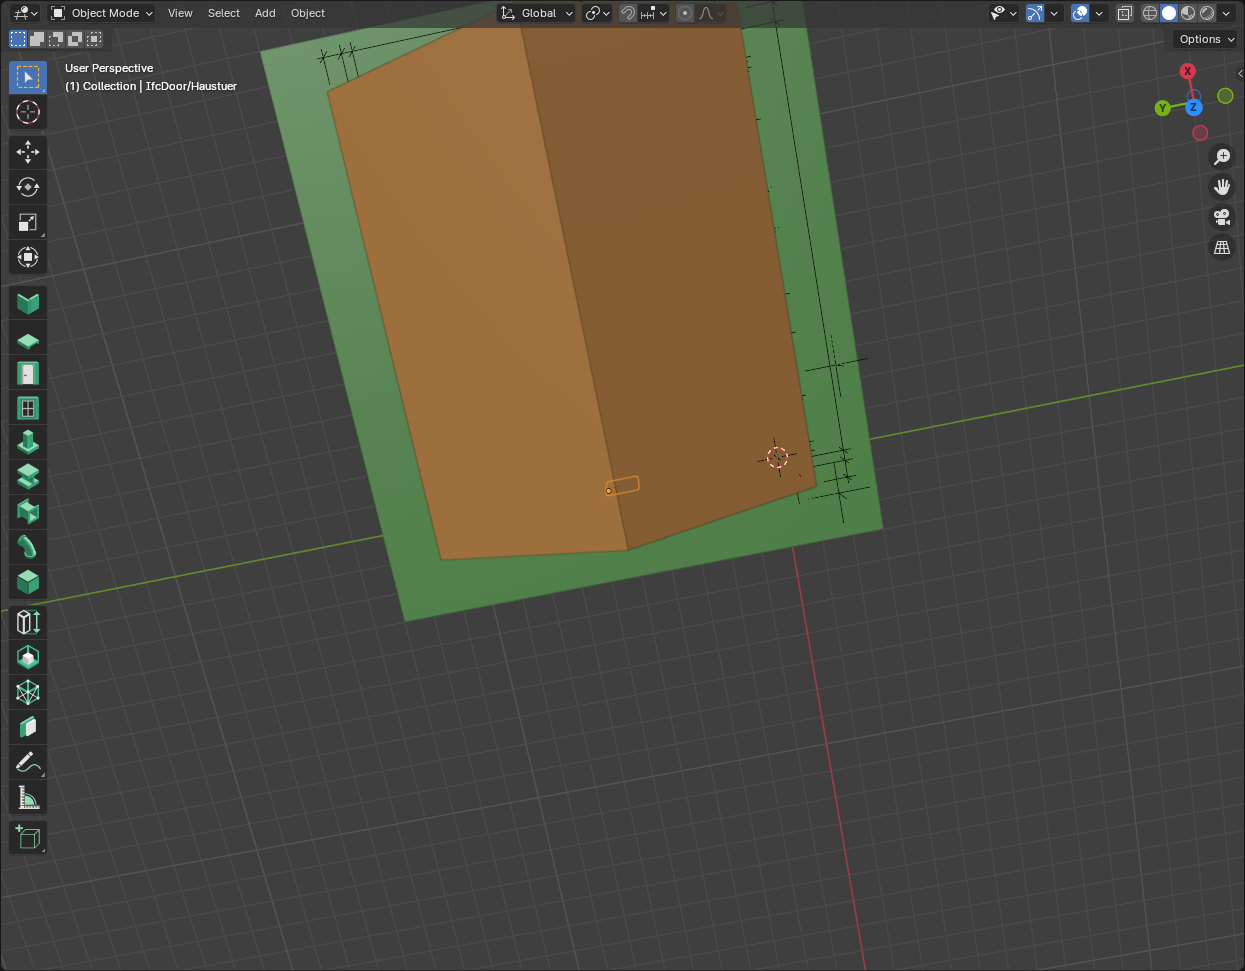 Object Mode View Select Add Object Global
Options
User Perspective
(1) Collection | IfcDoor/Haustuer
X
Y
Z